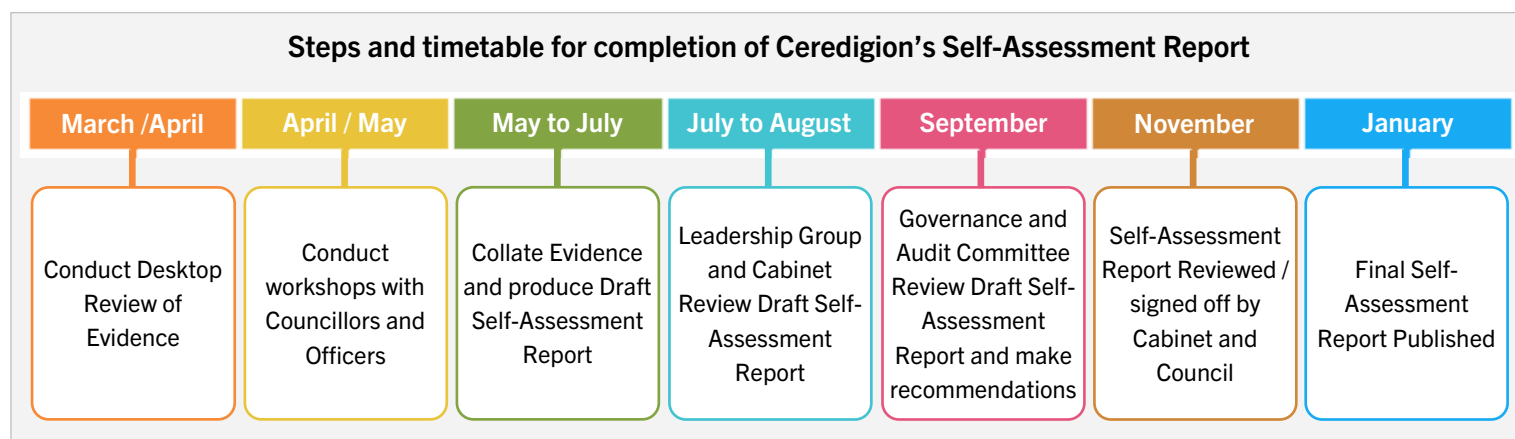 Steps and timetable for completion of Ceredigion's Self-Assessment Report
March /April
April / May
May to July
July to August
September
November
January
Conduct Desktop
Review of
Evidence
Conduct
workshops with
Councillors and
Officers
Collate Evidence
and produce Draft
Self-Assessment
Report
Leadership Group
and Cabinet
Review Draft Self-
Assessment
Report
Governance and
Audit Committee
Review Draft Self-
Assessment
Report and make
recommendations
Self-Assessment
Report Reviewed /
signed off by
Cabinet and
Council
Final Self-
Assessment
Report Published